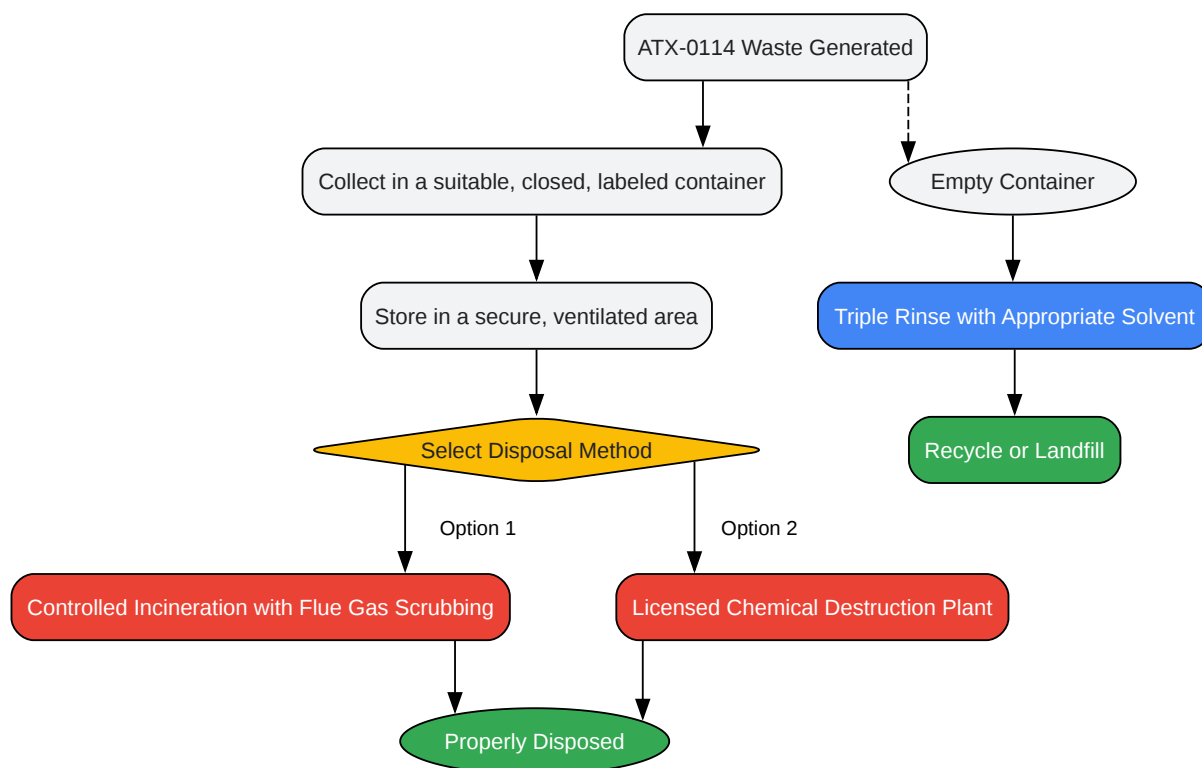 ATX-0114 Waste Generated
Collect in a suitable, closed, labeled container
Empty Container
Store in a secure, ventilated area
Triple Rinse with Appropriate Solvent
Select Disposal Method
Recycle or Landfill
Option 1
Option 2
Controlled Incineration with Flue Gas Scrubbing
Licensed Chemical Destruction Plant
Properly Disposed